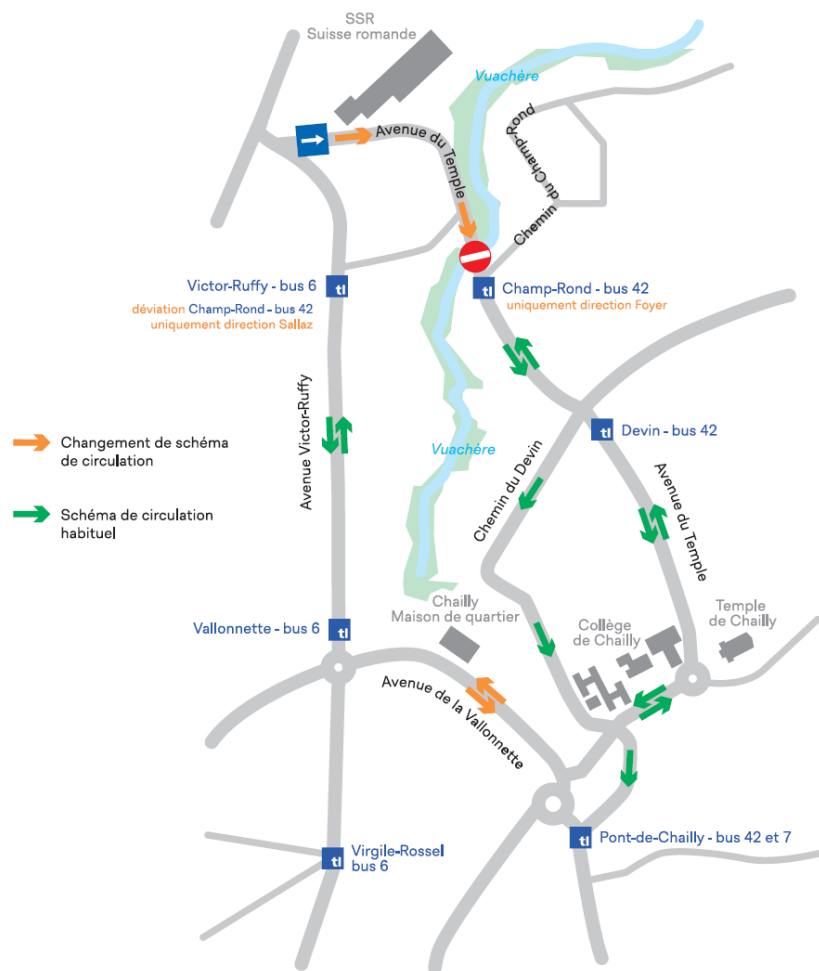 SSR
Suisse romande
Vuachère
Avenue du Temple
Chemin du Champ-Rond
Victor-Ruffy - bus 6
déviation Champ-Rond - bus 42
uniquement direction Sallaz
tl
tl
Champ-Rond - bus 42
uniquement direction Foyer
Avenue Victor-Ruffy
Changement de schéma
de circulation
Schéma de circulation
habituel
Vuachère
Chemin du Devin
tl
Devin - bus 42
Avenue du Temple
Vallonnette - bus 6
tl
Chailly
Maison de quartier
Collège
de Chailly
Temple
de Chailly
Avenue de la Vallonnette
tl
Virgile-Rossel
bus 6
tl
Pont-de-Chailly - bus 42 et 7